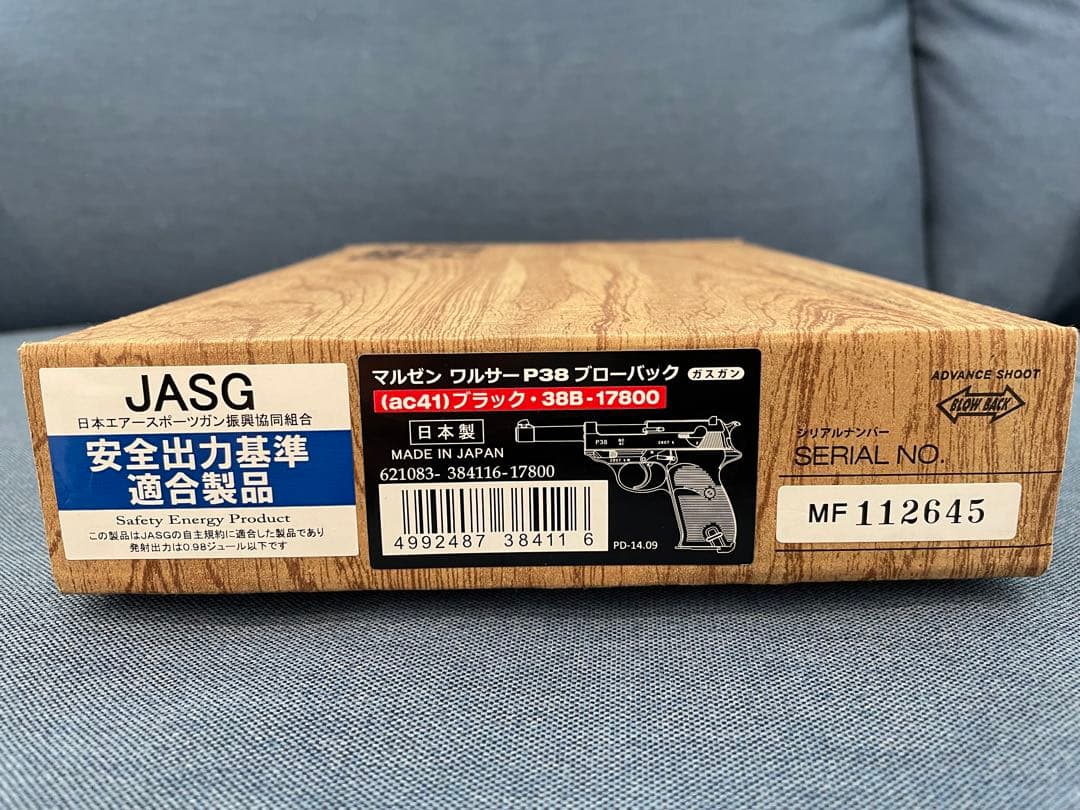 JASG
日本エアースポーツガン振興協同組合
安全出力基準
適合製品
Safety Energy Product
この製品はJASGの自主規約に適合した製品であり
発射出力は0.98ジュール以下です
マルゼン ワルサーP38 ブローバック ガスガン
(ac41)ブラック・38B-17800
日本製
MADE IN JAPAN
621083- 384116-17800
4992487 38411 6
P38
PD-14.09
ADVANCE SHOOT
BLOW BACK
シリアルナンバー
SERIAL NO.
MF 112645